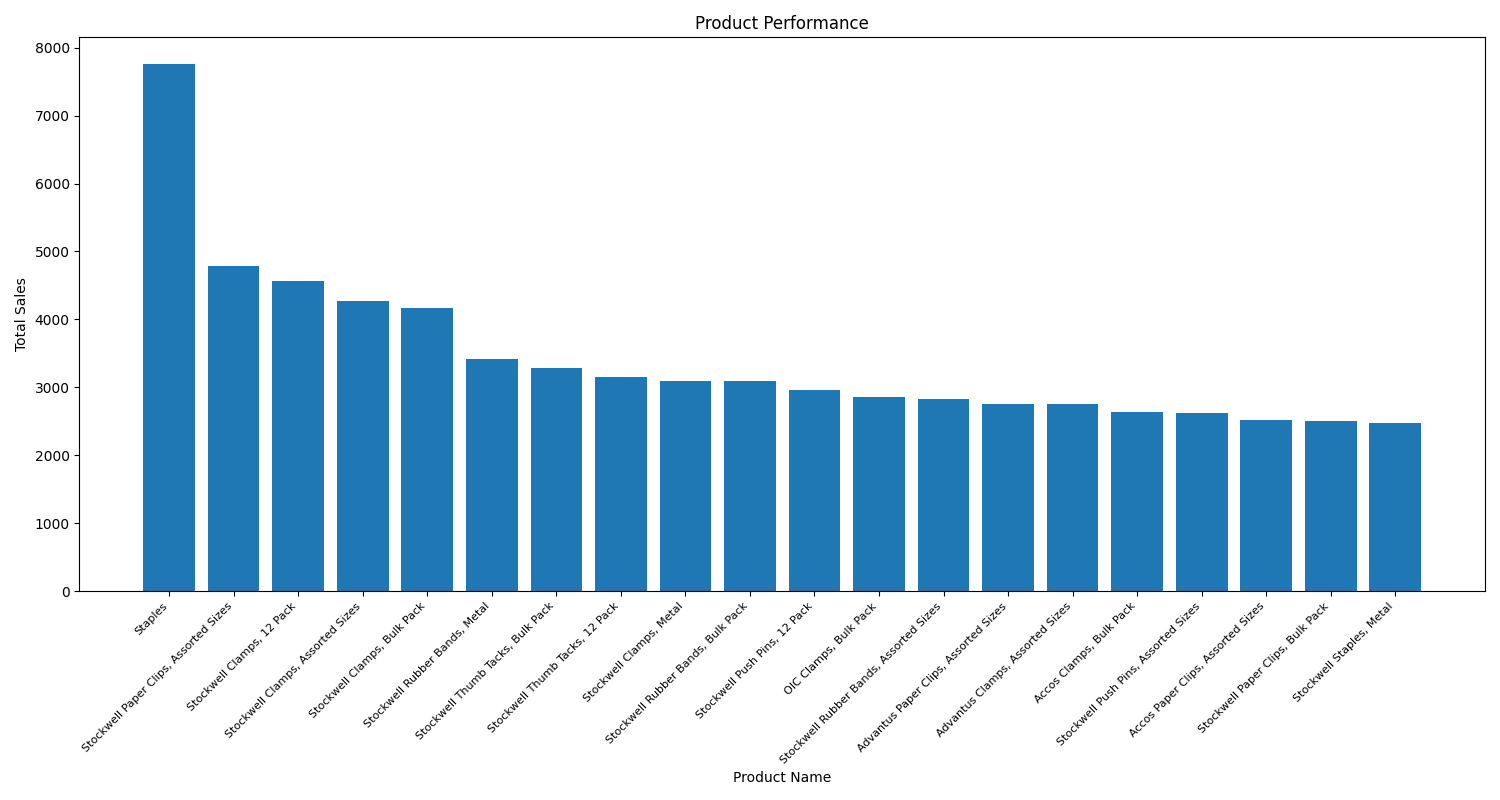 Product Performance
Total Sales
8000
7000
6000
5000
4000
3000
2000
1000
0
Staples
Stockwell Paper Clips, Assorted Sizes
Stockwell Clamps, 12 Pack
Stockwell Clamps, Assorted Sizes
Stockwell Clamps, Bulk Pack
Stockwell Rubber Bands, Metal
Stockwell Thumb Tacks, Bulk Pack
Stockwell Thumb Tacks, 12 Pack
Stockwell Clamps, Metal
Stockwell Rubber Bands, Bulk Pack
Stockwell Push Pins, 12 Pack
OIC Clamps, Bulk Pack
Stockwell Rubber Bands, Assorted Sizes
Advantus Paper Clips, Assorted Sizes
Advantus Clamps, Assorted Sizes
Accos Clamps, Bulk Pack
Stockwell Push Pins, Assorted Sizes
Accos Paper Clips, Assorted Sizes
Stockwell Paper Clips, Bulk Pack
Stockwell Staples, Metal
Product Name